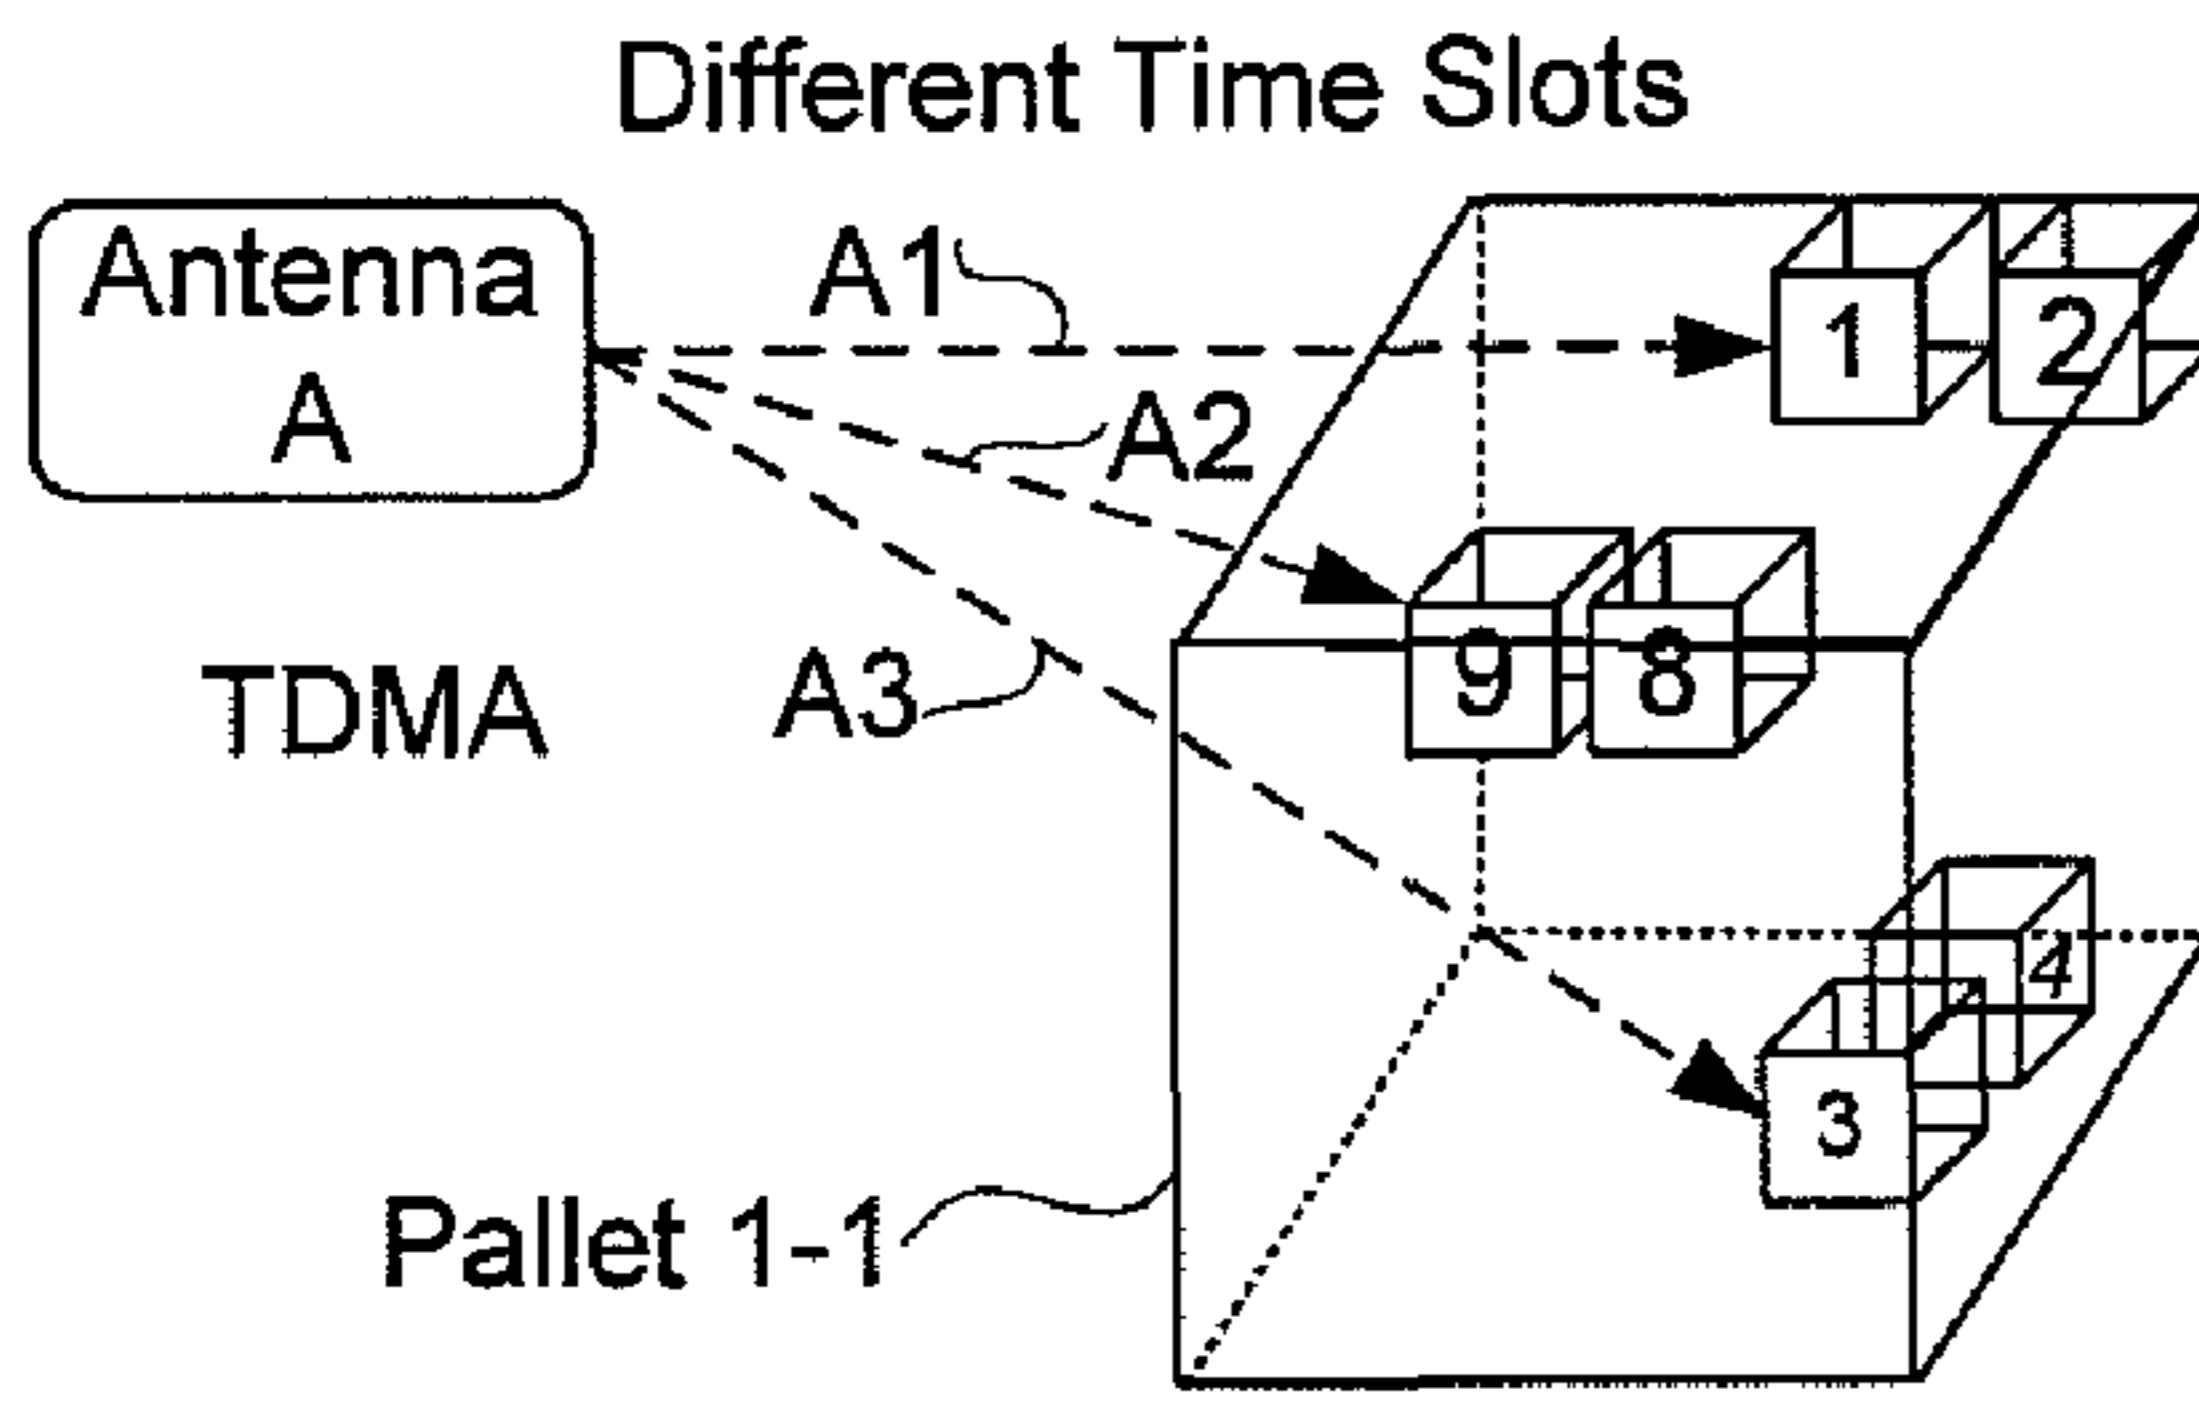 Different Time Slots
Antenna
A
A1
A2
A3
TDMA
Pallet 1-1
1
2
9
8
4
3